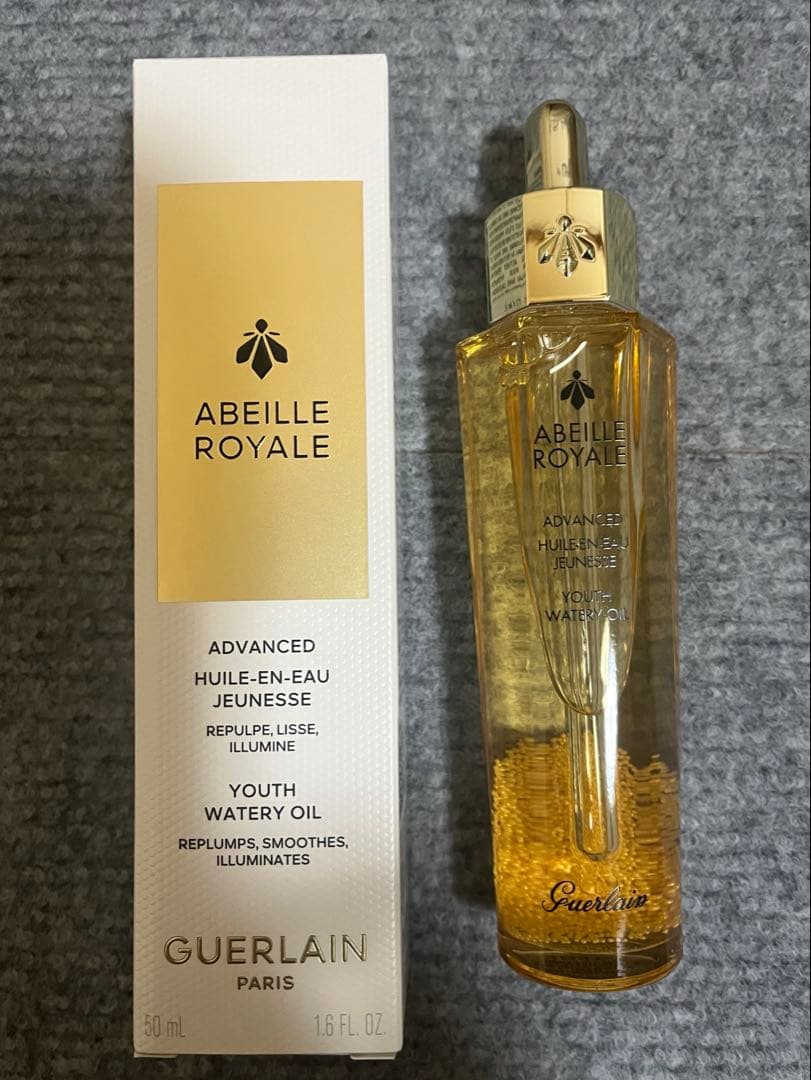 ABEILLE
ROYALE
ADVANCED
HUILE-EN-EAU
JEUNESSE
REPULPE, LISSE,
ILLUMINE
YOUTH
WATERY OIL
REPLUMPS, SMOOTHES,
ILLUMINATES
GUERLAIN
PARIS
50 mL 1.6 FL. OZ.
ABEILLE
ROYALE
ADVANCED
HUILE-EN-EAU
JEUNESSE
YOUTH
WATERY OIL
Guerlain